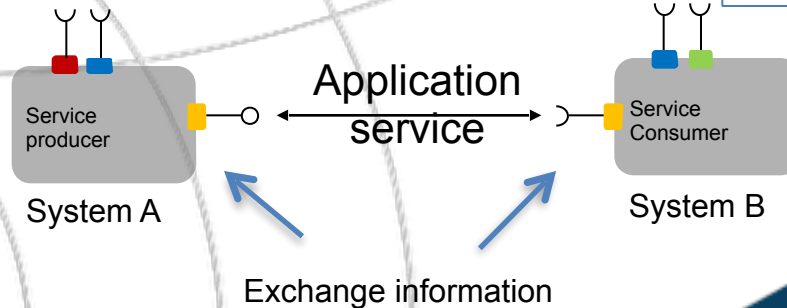 Application
service
Service
producer
Service
Consumer
System A
System B
Exchange information